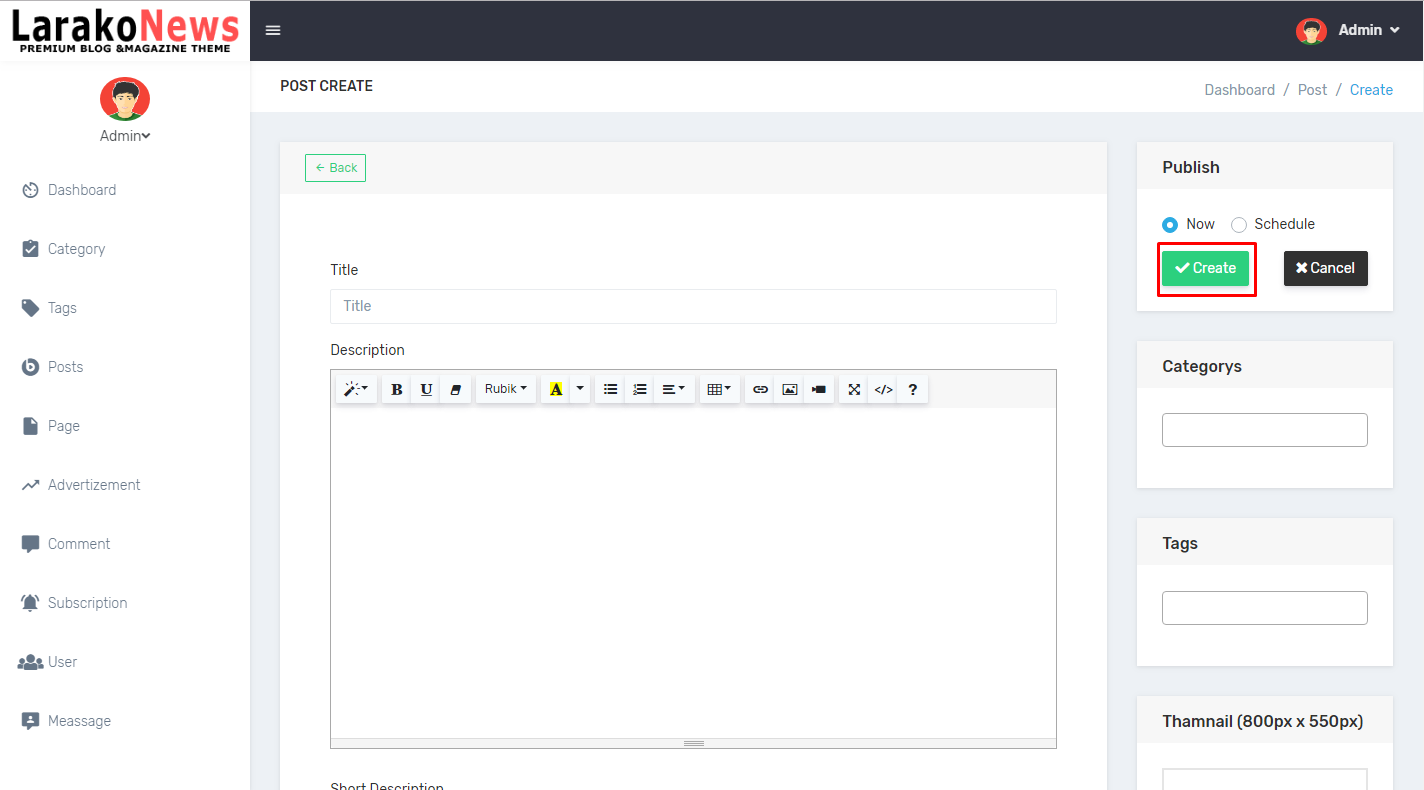 LarakoNews
PREMIUM BLOG &MAGAZINE THEME
Admin
Admin
Dashboard
Category
Tags
Posts
Page
Advertizement
Comment
Subscription
User
Meassage
POST CREATE
Dashboard / Post / Create
← Back
Title
Title
Description
B U Rubik A </> ?
Short Description
Publish
Now Schedule
Create Cancel
Categorys
Tags
Thamnail (800px x 550px)